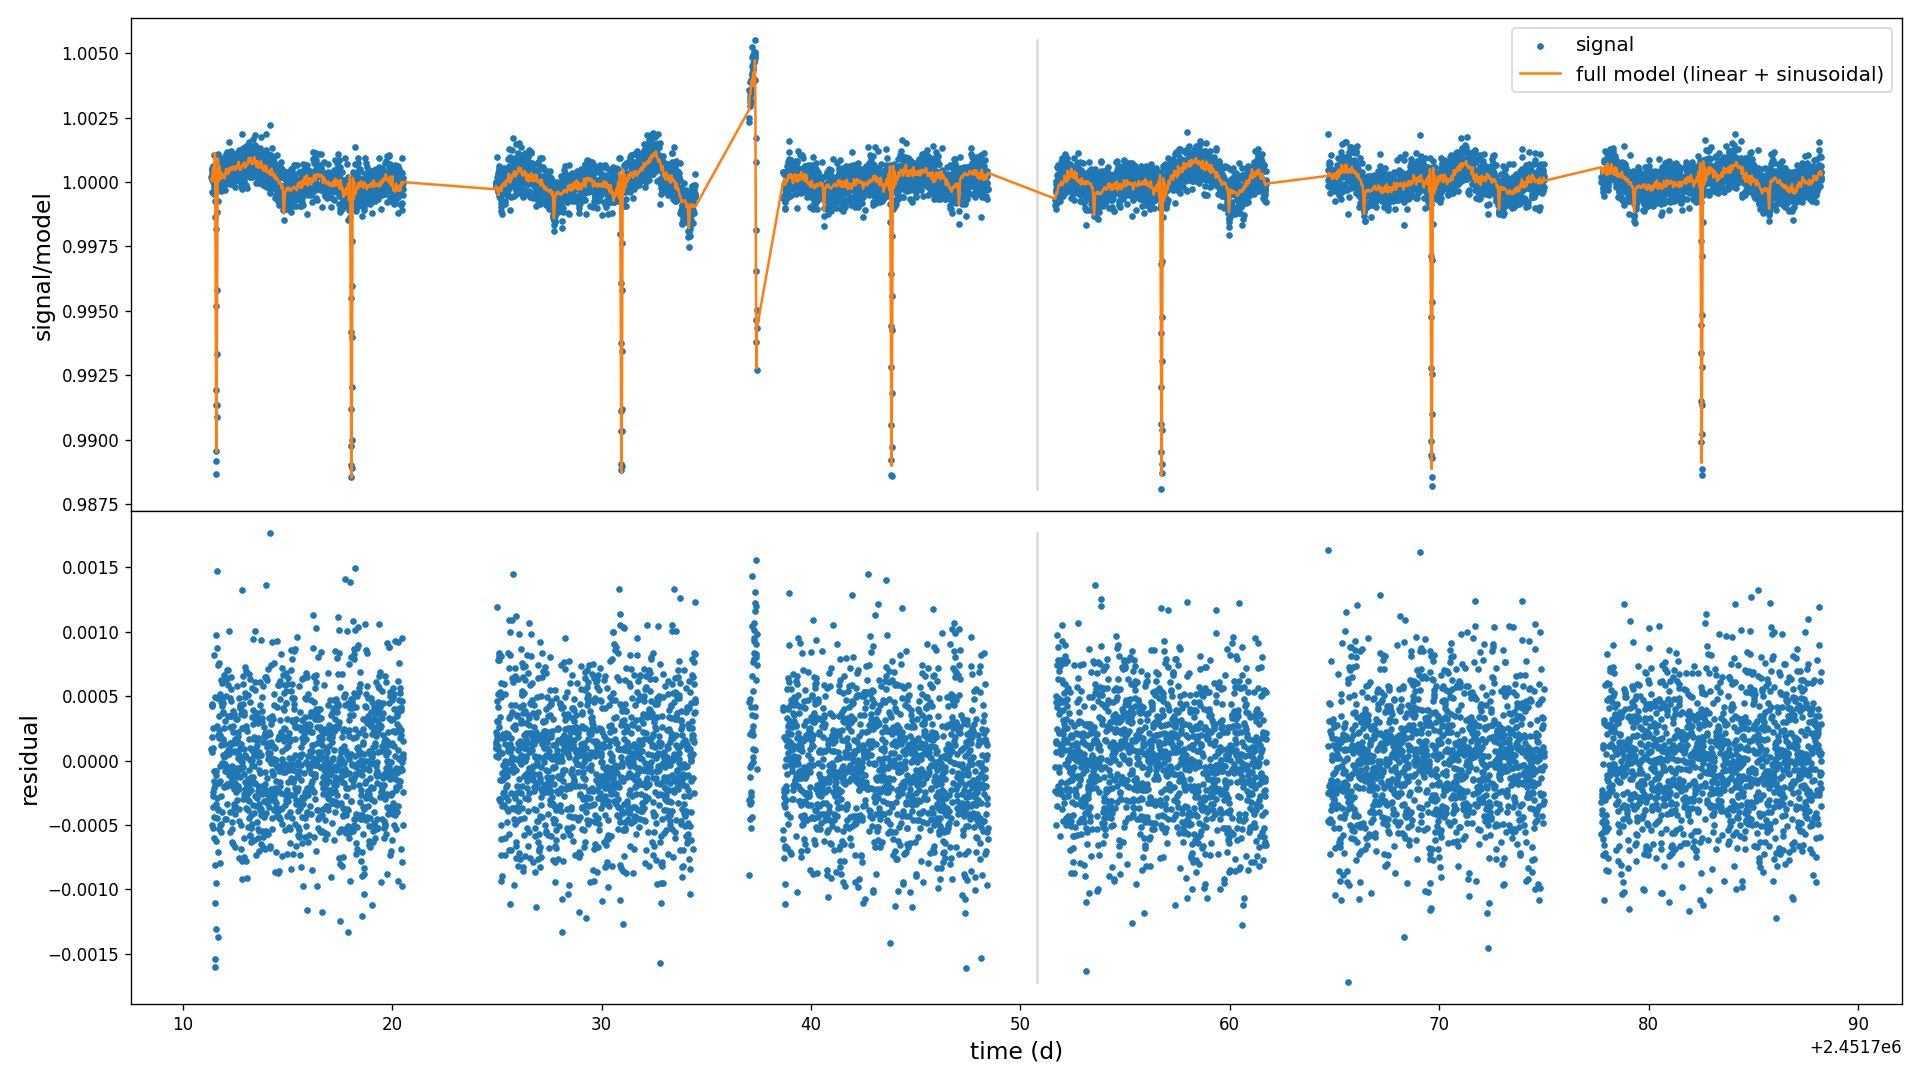 signal
full model (linear + sinusoidal)
signal/model
1.0050
1.0025
1.0000
0.9975
0.9950
0.9925
0.9900
0.9875
residual
0.0015
0.0010
0.0005
0.0000
−0.0005
−0.0010
−0.0015
10 20 30 40 50 60 70 80 90
time (d)
+2.4517e6